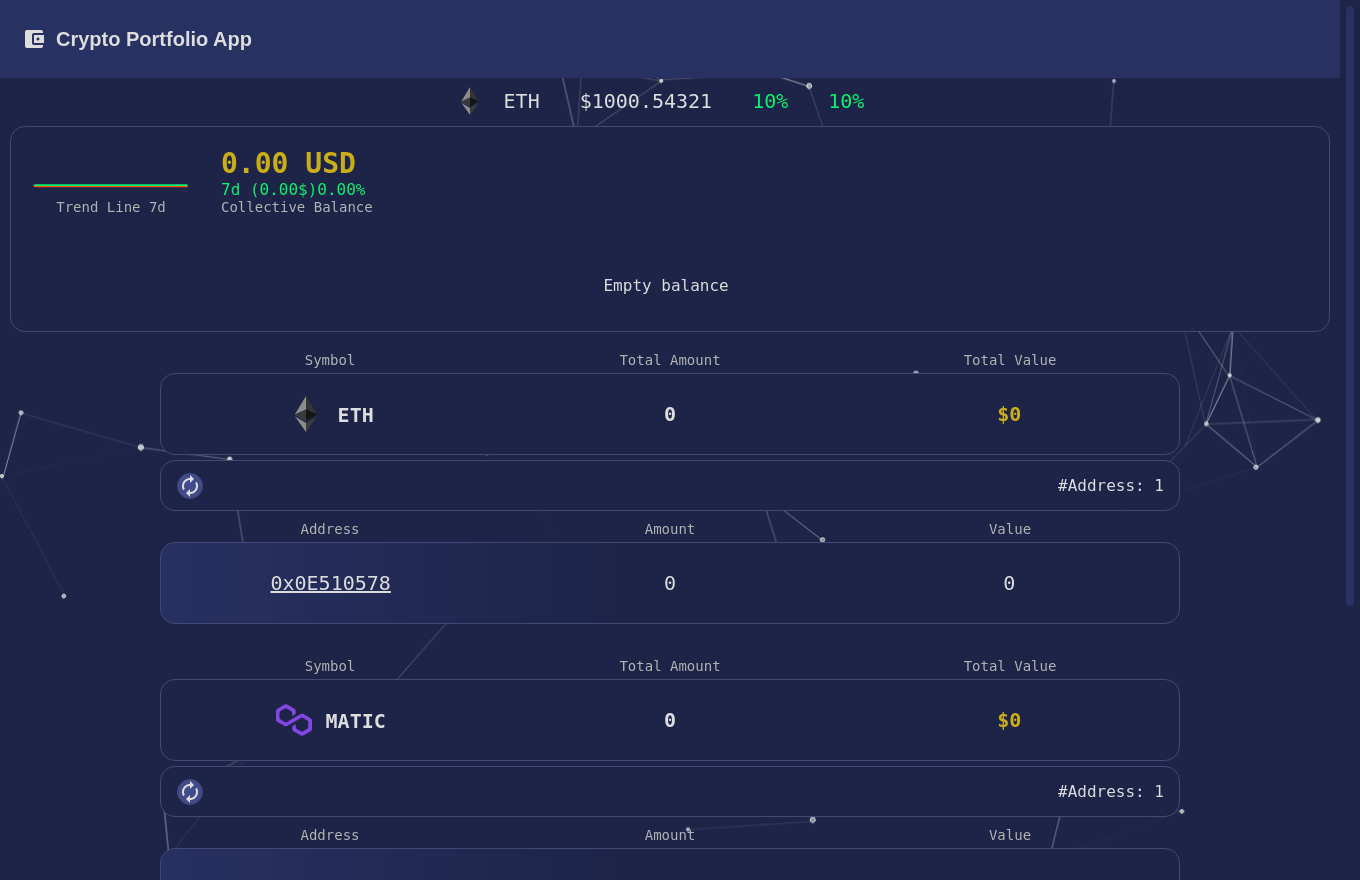 Crypto Portfolio App
ETH $1000.54321 10% 10%
0.00 USD
7d (0.00$)0.00%
Trend Line 7d Collective Balance
Empty balance
Symbol Total Amount Total Value
ETH 0 $0
#Address: 1
Address Amount Value
0x0E510578 0 0
Symbol Total Amount Total Value
MATIC 0 $0
#Address: 1
Address Amount Value